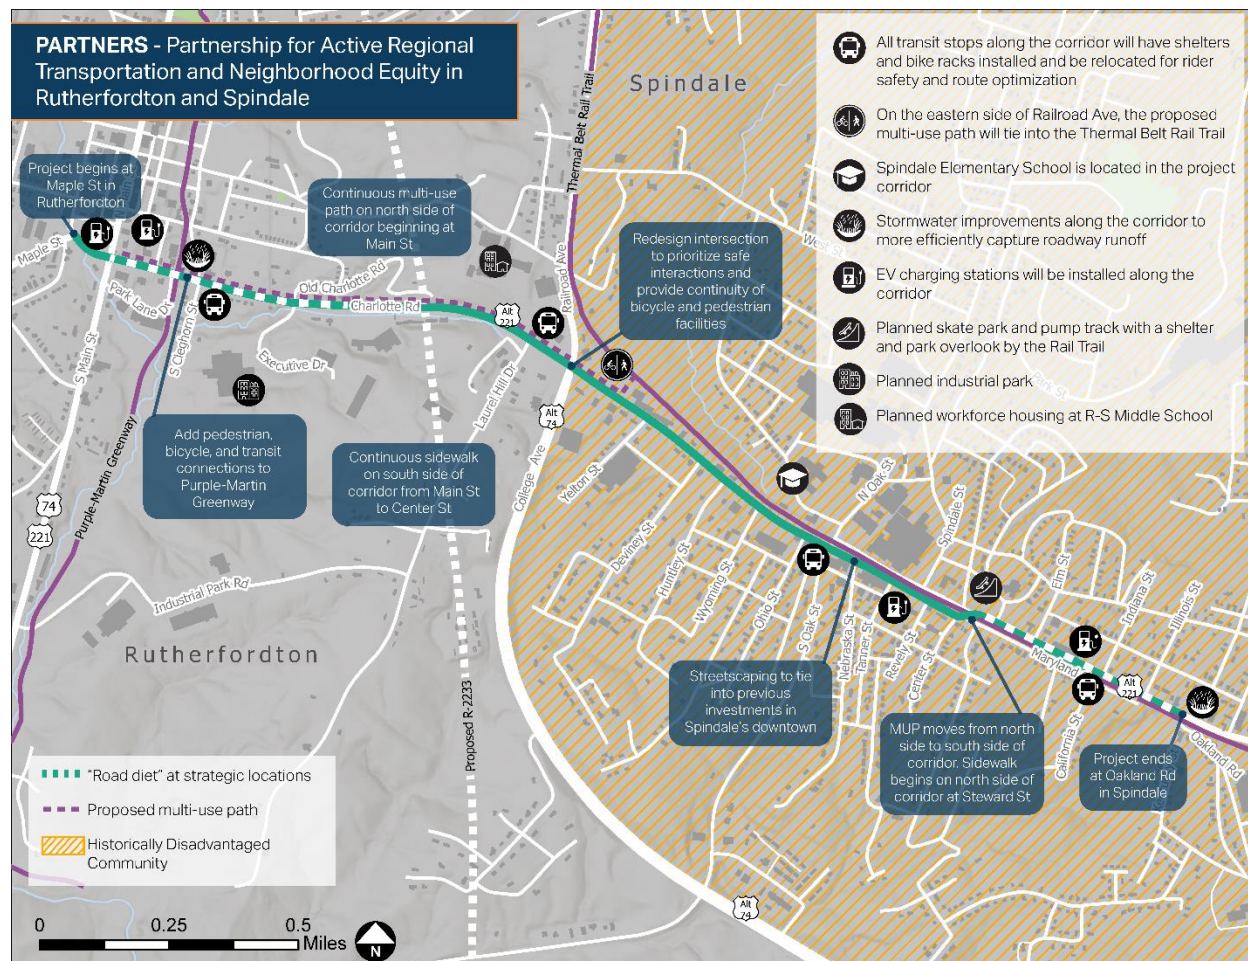 PARTNERS - Partnership for Active Regional
Transportation and Neighborhood Equity in
Rutherfordton and Spindale
Spindale
Thermal Belt Rail Trail
All transit stops along the corridor will have shelters
and bike racks installed and be relocated for rider
safety and route optimization
On the eastern side of Railroad Ave, the proposed
multi-use path will tie into the Thermal Belt Rail Trail
Spindale Elementary School is located in the project
corridor
Stormwater improvements along the corridor to
more efficiently capture roadway runoff
EV charging stations will be installed along the
corridor
Planned skate park and pump track with a shelter
and park overlook by the Rail Trail
Planned industrial park
Planned workforce housing at R-S Middle School
Project begins at
Maple St in
Rutherfordton
Continuous multi-use
path on north side of
corridor beginning at
Main St
Redesign intersection
to prioritize safe
interactions and
provide continuity of
bicycle and pedestrian
facilities
West St
Maple St
Park Lane Dr
S Main St
S Cleghorn St
Old Charlotte Rd
Charlotte Rd
Railroad Ave
Alt
221
Executive Dr
Laurel Hill Dr
Alt
74
College Ave
Yelton St
Add pedestrian,
bicycle, and transit
connections to
Purple-Martin
Greenway
Continuous sidewalk
on south side of
corridor from Main St
to Center St
Purple-Martin Greenway
74
221
Industrial Park Rd
Rutherfordton
Proposed R-2233
Deviney St
Huntley St
Wyoming St
Ohio St
S Oak St
Nebraska St
Tanner St
Revely St
Center St
N Oak St
Spindale St
Elm St
Indiana St
Illinois St
Maryland
Alt
221
California St
Oakland Rd
Streetscaping to tie
into previous
investments in
Spindale's downtown
MUP moves from north
side to south side of
corridor. Sidewalk
begins on north side of
corridor at Steward St
Project ends
at Oakland Rd
in Spindale
"Road diet" at strategic locations
Proposed multi-use path
Historically Disadvantaged
Community
Alt
74
0 0.25 0.5
Miles
N